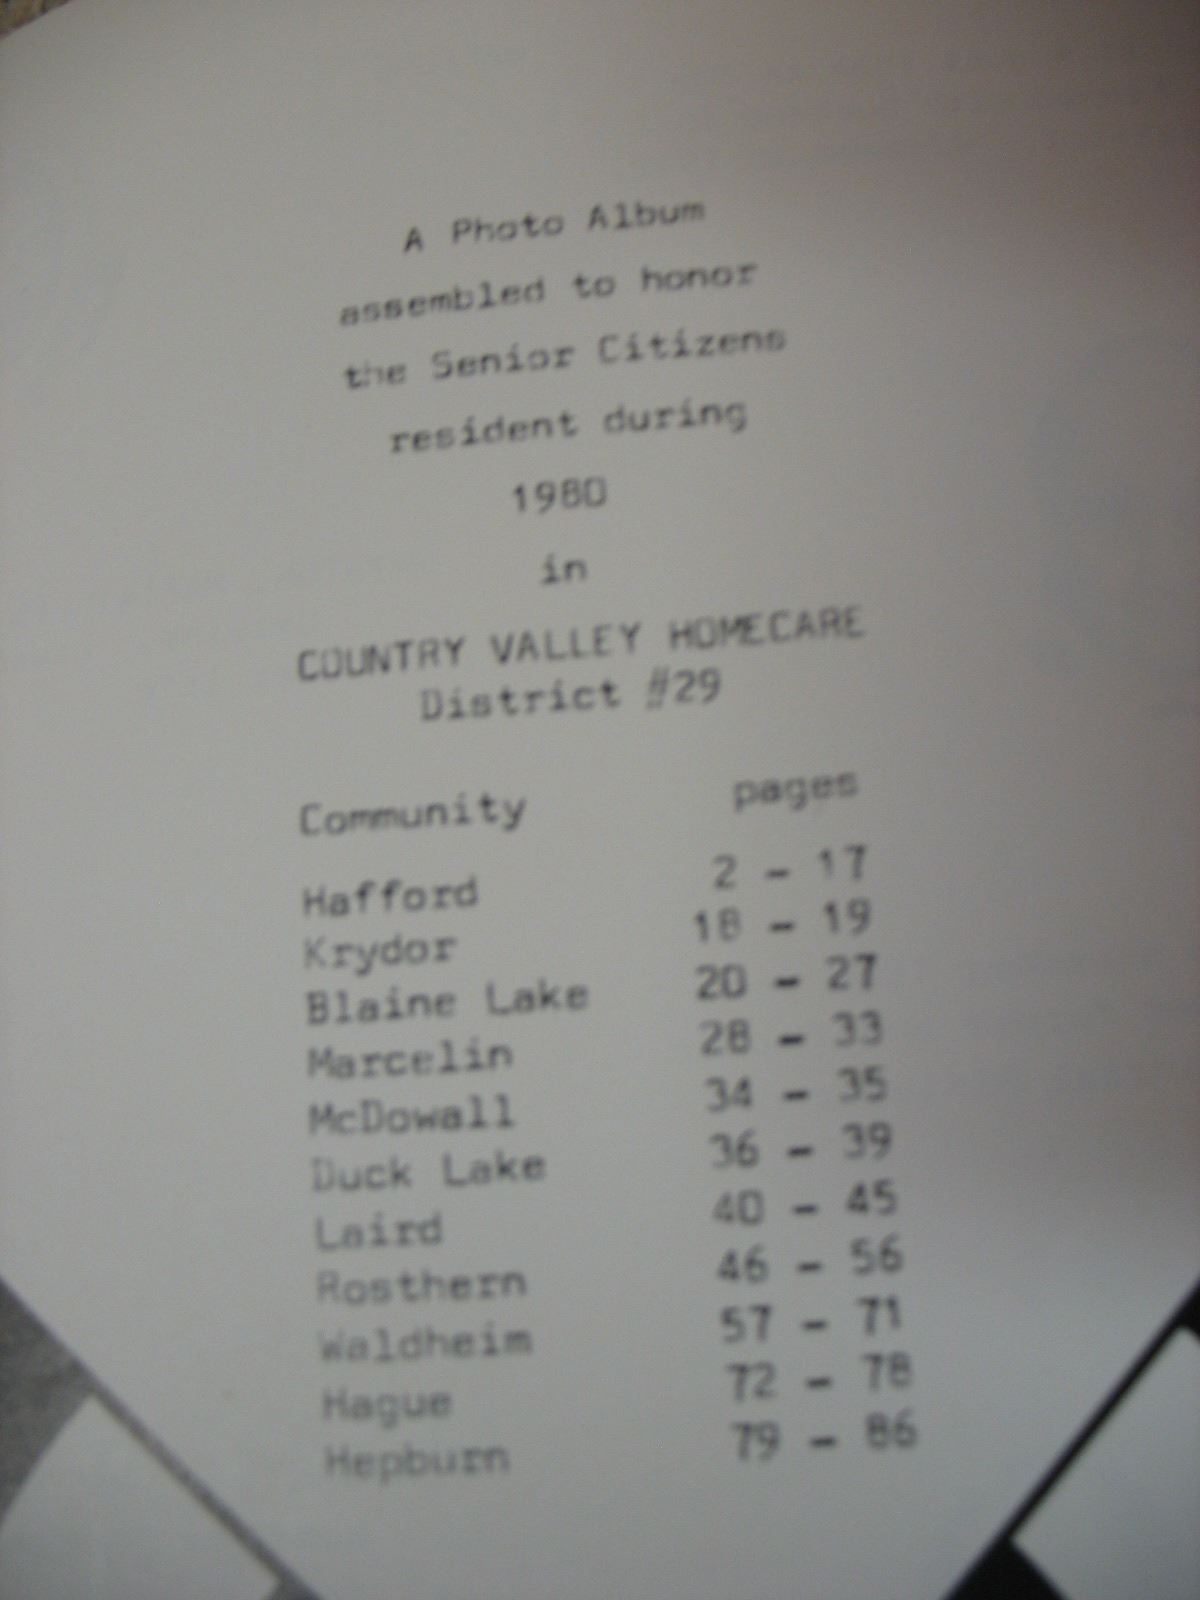 A Photo Album
assembled to honor
the Senior Citizens
resident during
1980
in
COUNTRY VALLEY HOMECARE
District #29
Community pages
Hafford 2 - 17
Krydor 18 - 19
Blaine Lake 20 - 27
Marcelin 28 - 33
McDowall 34 - 35
Duck Lake 36 - 39
Laird 40 - 45
Rosthern 46 - 56
Waldheim 57 - 71
Hague 72 - 78
Hepburn 79 - 86